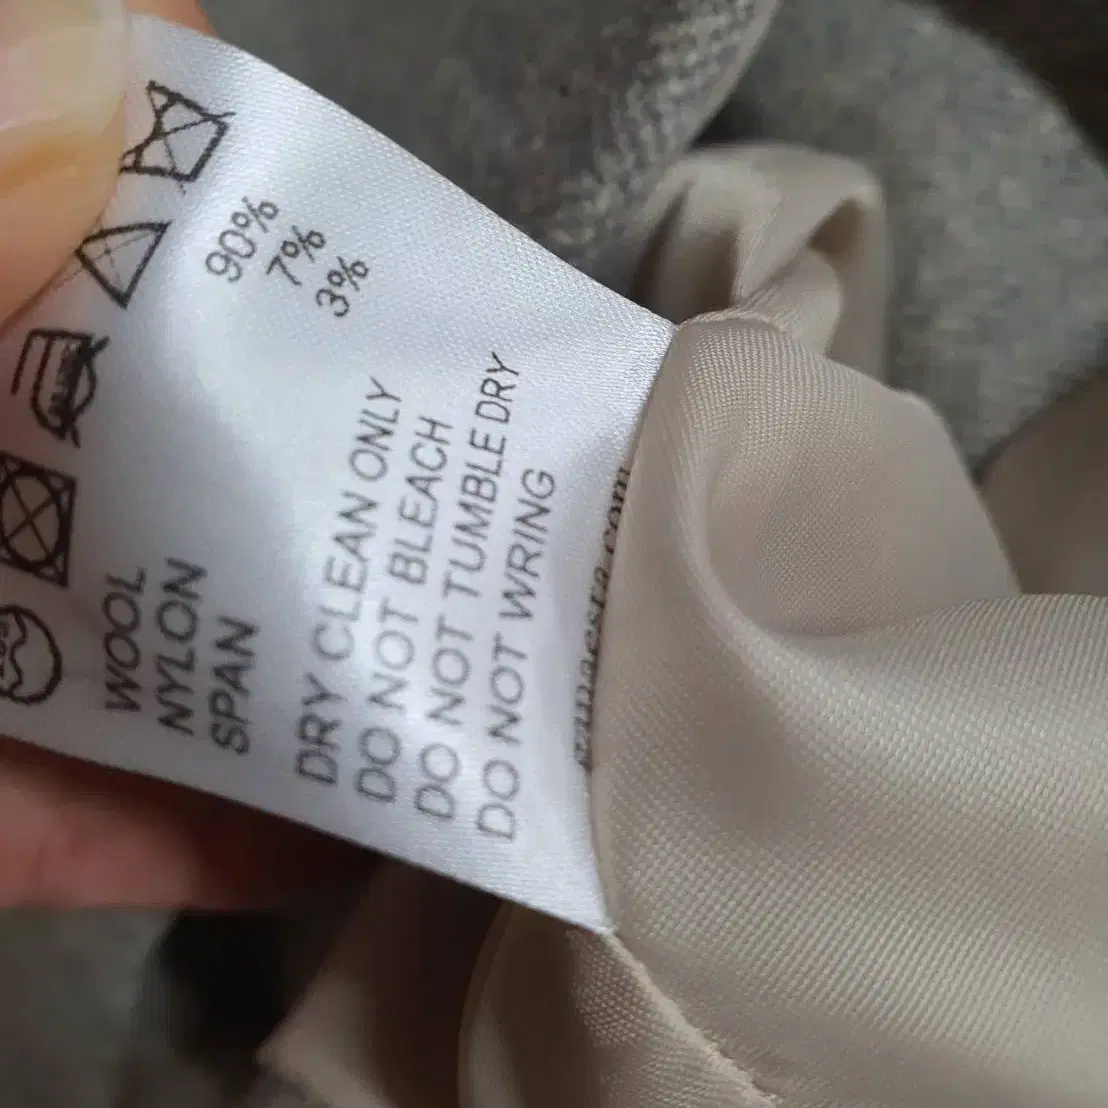 WOOL 90%
NYLON 7%
SPAN 3%
DRY CLEAN ONLY
DO NOT BLEACH
DO NOT TUMBLE DRY
DO NOT WRING